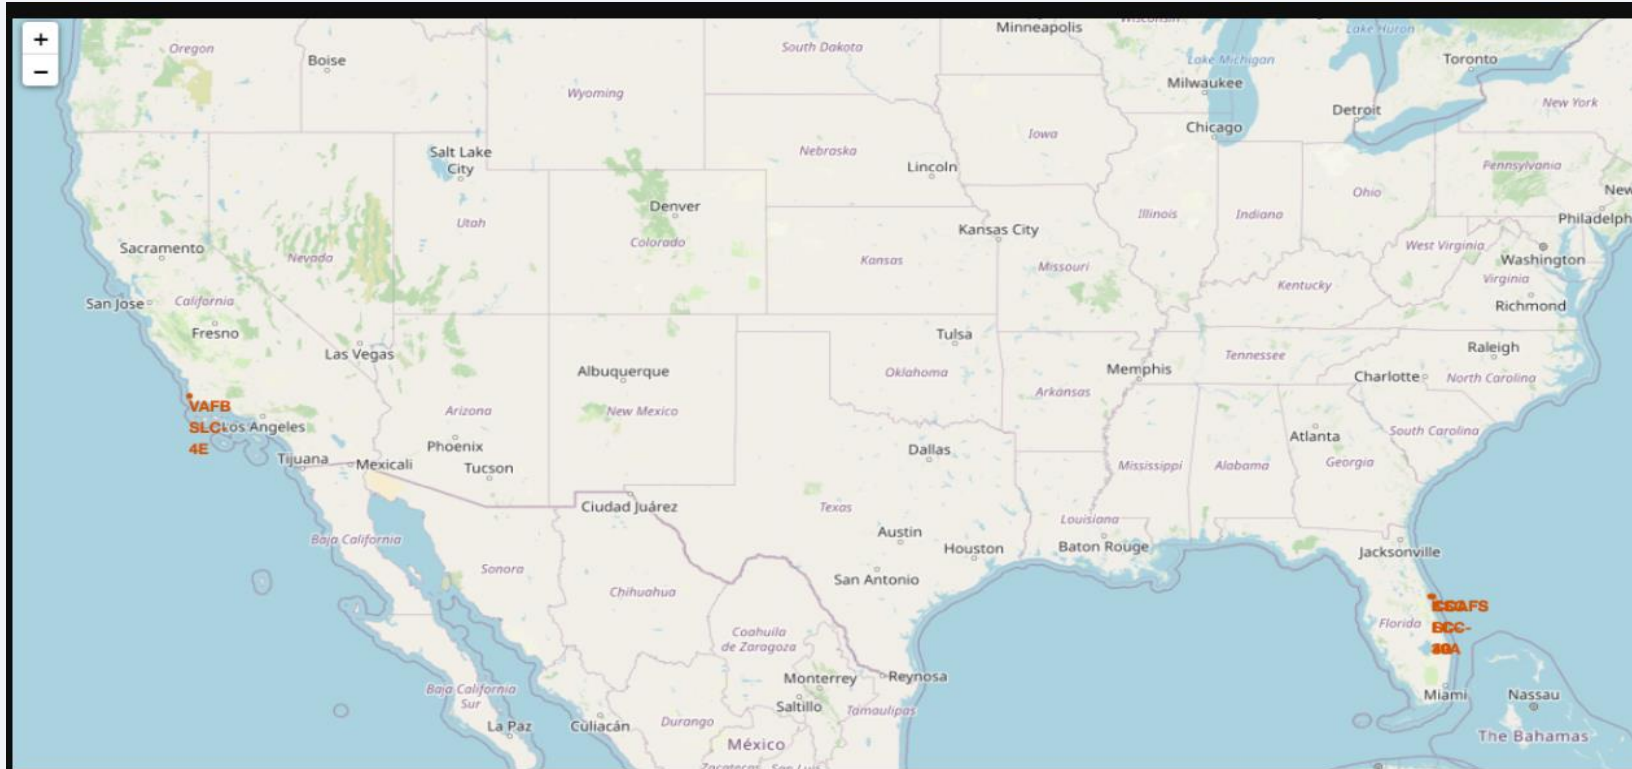 +
−
Oregon
Boise
Wyoming
South Dakota
Minneapolis
Wisconsin
Lake Michigan
Lake Huron
Toronto
Milwaukee
Chicago
Detroit
New York
Salt Lake
City
Nebraska
Iowa
Lincoln
Pennsylvania
New
Philadelph
Denver
Utah
Colorado
Kansas
Kansas City
Missouri
Illinois
Indiana
Ohio
West Virginia
Washington
Virginia
Richmond
Kentucky
Sacramento
Nevada
San Jose
California
Fresno
Las Vegas
Albuquerque
New Mexico
Arizona
Phoenix
Tucson
Tulsa
Oklahoma
Arkansas
Memphis
Tennessee
Raleigh
Charlotte
North Carolina
South Carolina
Atlanta
Georgia
Alabama
Mississippi
Dallas
Texas
Louisiana
Baton Rouge
Austin
Houston
San Antonio
Jacksonville
VAFB
SLC-
4E
Los Angeles
Tijuana
Mexicali
Ciudad Juárez
Baja California
Sonora
Chihuahua
Coahuila
de Zaragoza
Monterrey
Reynosa
Saltillo
Tamaulipas
Baja California
Sur
La Paz
Culiacán
Durango
México
Zacatecas
San Luis
Florida
Miami
Nassau
The Bahamas